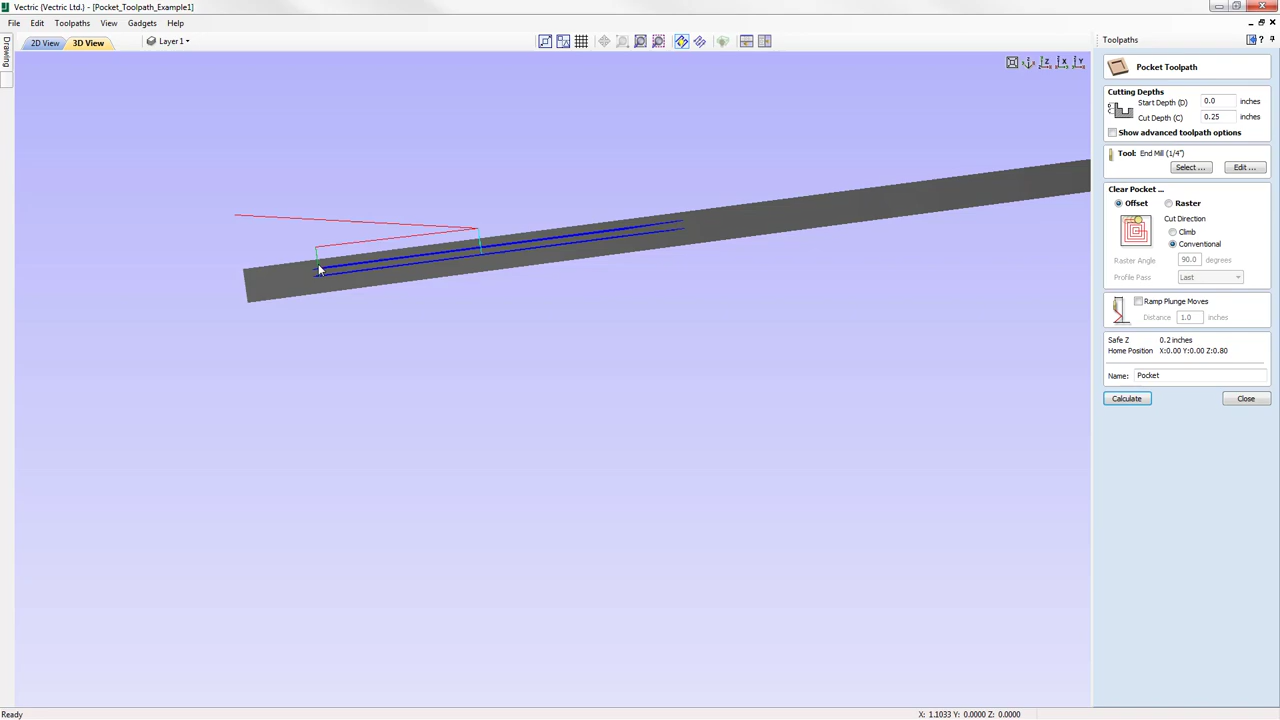 Vectric (Vectric Ltd.) - [Pocket_Toolpath_Example1]
File Edit Toolpaths View Gadgets Help
2D View 3D View Layer 1
Drawing
Z X Y
Toolpaths
Pocket Toolpath
Cutting Depths
Start Depth (D) 0.0 inches
Cut Depth (C) 0.25 inches
Show advanced toolpath options
Tool: End Mill (1/4")
Select ... Edit ...
Clear Pocket ...
Offset Raster
Cut Direction
Climb
Conventional
Raster Angle 90.0 degrees
Profile Pass Last
Ramp Plunge Moves
Distance 1.0 inches
Safe Z 0.2 inches
Home Position X:0.00 Y:0.00 Z:0.80
Name: Pocket
Calculate Close
Ready X: 1.1033 Y: 0.0000 Z: 0.0000